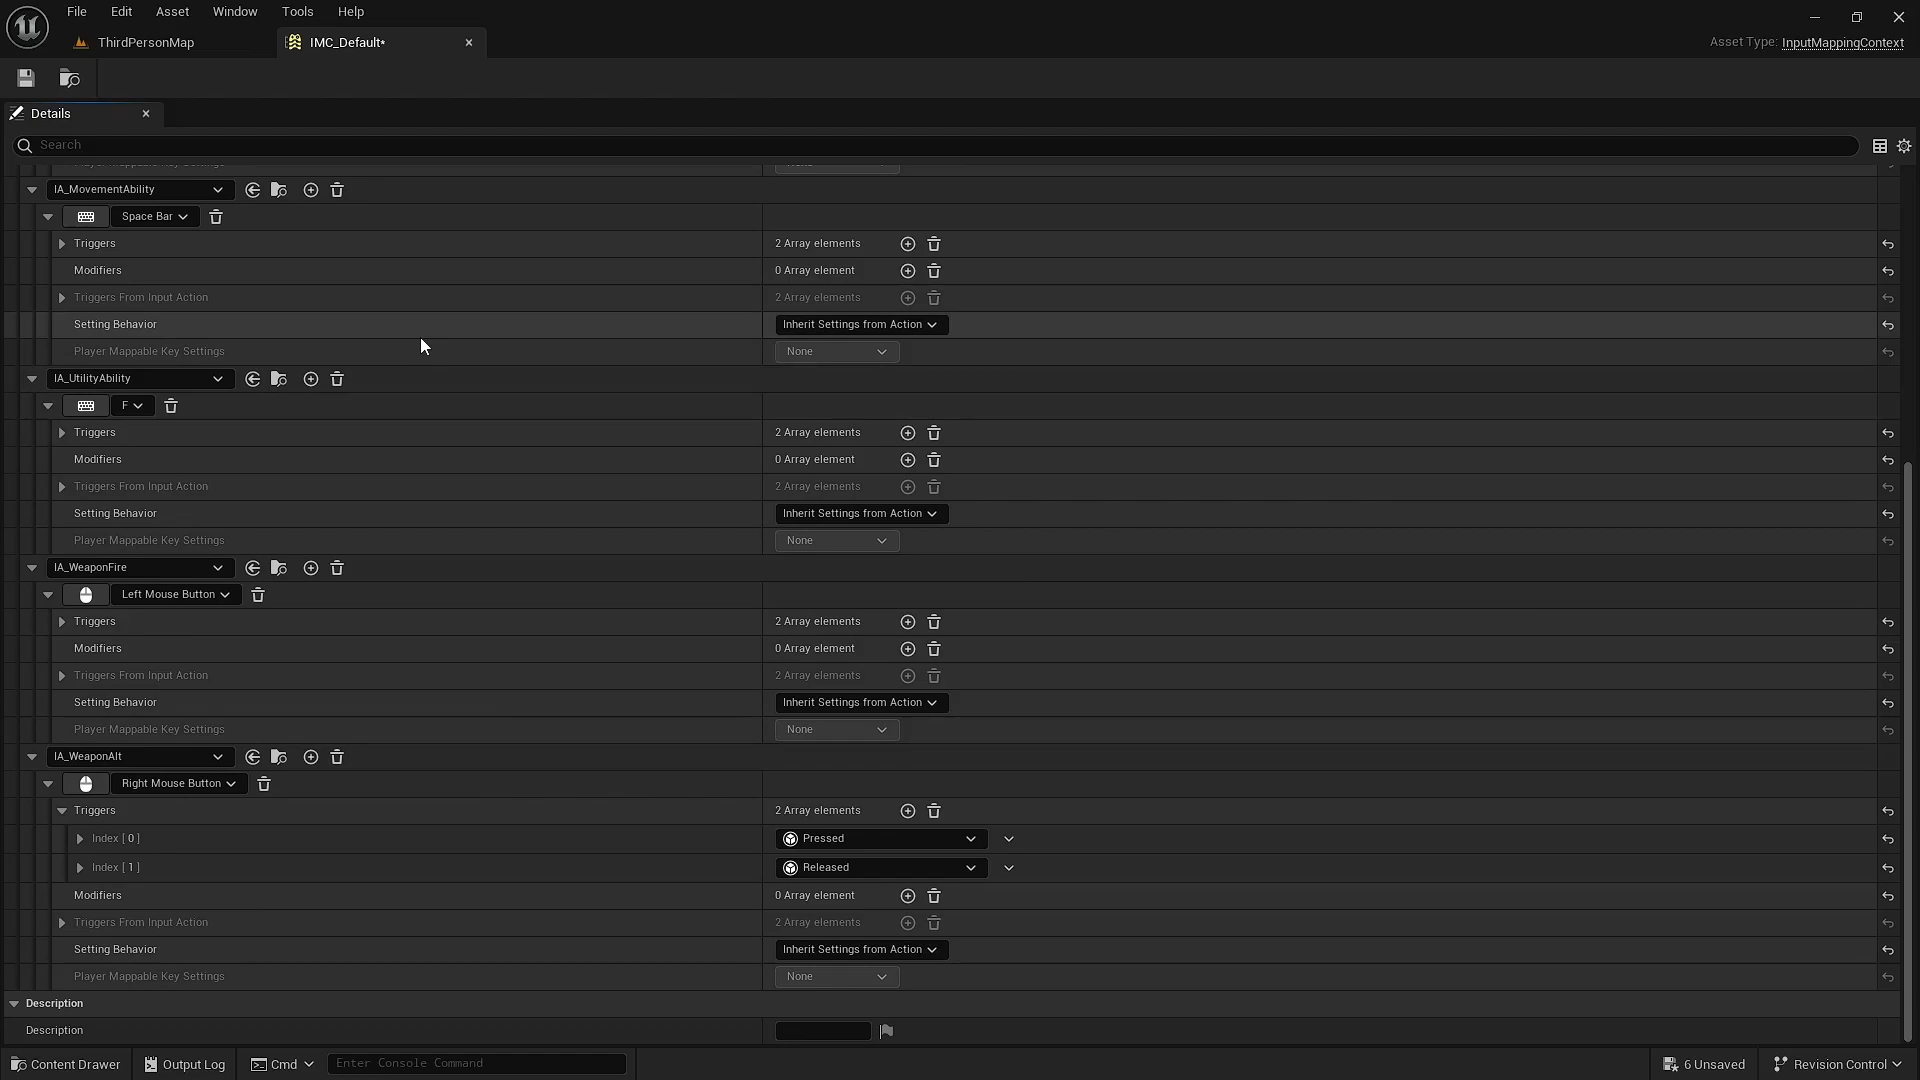 File Edit Asset Window Tools Help
ThirdPersonMap IMC_Default* Asset Type: InputMappingContext
Details
Search
IA_MovementAbility
Space Bar
Triggers 2 Array elements
Modifiers 0 Array element
Triggers From Input Action 2 Array elements
Setting Behavior Inherit Settings from Action
Player Mappable Key Settings None
IA_UtilityAbility
F
Triggers 2 Array elements
Modifiers 0 Array element
Triggers From Input Action 2 Array elements
Setting Behavior Inherit Settings from Action
Player Mappable Key Settings None
IA_WeaponFire
Left Mouse Button
Triggers 2 Array elements
Modifiers 0 Array element
Triggers From Input Action 2 Array elements
Setting Behavior Inherit Settings from Action
Player Mappable Key Settings None
IA_WeaponAlt
Right Mouse Button
Triggers 2 Array elements
Index [ 0 ] Pressed
Index [ 1 ] Released
Modifiers 0 Array element
Triggers From Input Action 2 Array elements
Setting Behavior Inherit Settings from Action
Player Mappable Key Settings None
Description
Description
Content Drawer Output Log Cmd Enter Console Command 6 Unsaved Revision Control